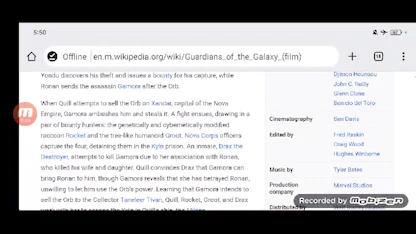 5:50
Offline en.m.wikipedia.org/wiki/Guardians_of_the_Galaxy_(film)
Yondu discovers his theft and issues a bounty for his capture, while
Ronan sends the assassin Gamora after the Orb.
When Quill attempts to sell the Orb on Xandar, capital of the Nova
Empire, Gamora ambushes him and steals it. A fight ensues, drawing in a
pair of bounty hunters: the genetically and cybernetically modified
raccoon Rocket and the tree-like humanoid Groot. Nova Corps officers
capture the four, detaining them in the Kyln prison. An inmate, Drax the
Destroyer, attempts to kill Gamora due to her association with Ronan,
who killed his wife and daughter. Quill convinces Drax that Gamora can
bring Ronan to him, though Gamora reveals that she has betrayed Ronan,
unwilling to let him use the Orb's power. Learning that Gamora intends to
sell the Orb to the Collector Taneleer Tivan, Quill, Rocket, Groot, and Drax
Djimon Hounsou
John C. Reilly
Glenn Close
Benicio del Toro
Cinematography Ben Davis
Edited by Fred Raskin
Craig Wood
Hughes Winborne
Music by Tyler Bates
Production
company
Marvel Studios
Recorded by
mobizen